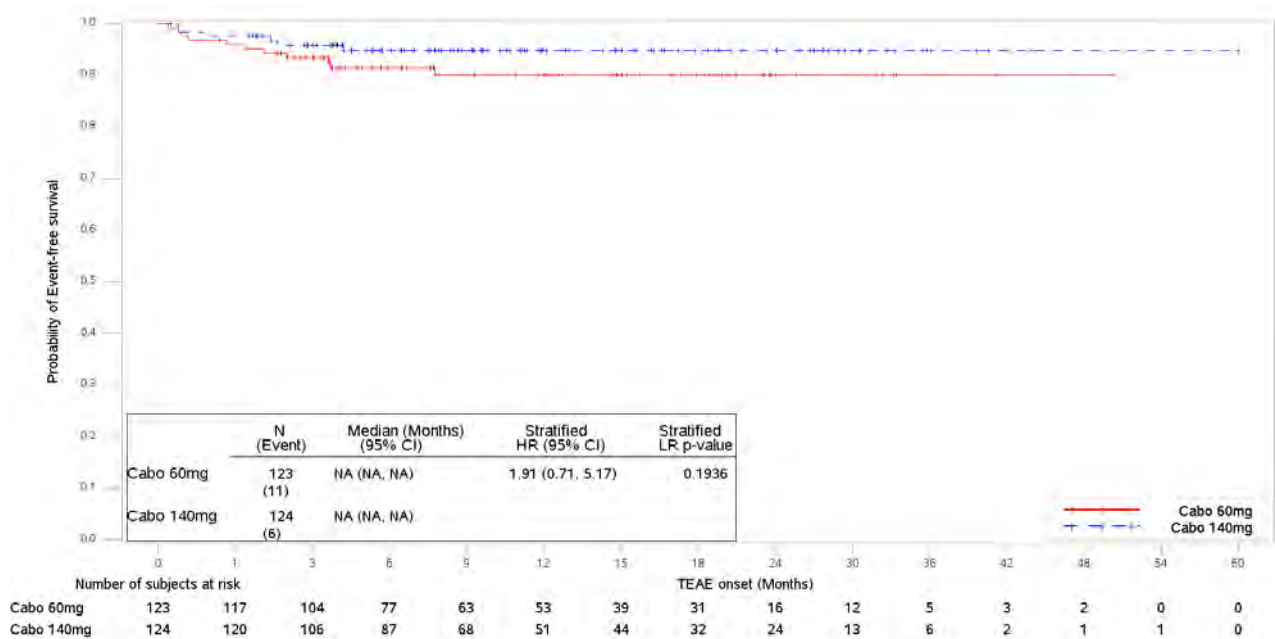 1.0
0.9
0.8
0.7
0.6
0.5
0.4
0.3
0.2
0.1
0.0
Probability of Event-free survival
N Median (Months) Stratified Stratified
(Event) (95% CI) HR (95% CI) LR p-value
Cabo 60mg 123 NA (NA, NA) 1.91 (0.71, 5.17) 0.1936
(11)
Cabo 140mg 124 NA (NA, NA)
(6)
Cabo 60mg
Cabo 140mg
0 1 3 6 9 12 15 18 24 30 36 42 48 54 60
Number of subjects at risk TEAE onset (Months)
Cabo 60mg 123 117 104 77 63 53 39 31 16 12 5 3 2 0 0
Cabo 140mg 124 120 106 87 68 51 44 32 24 13 6 2 1 1 0